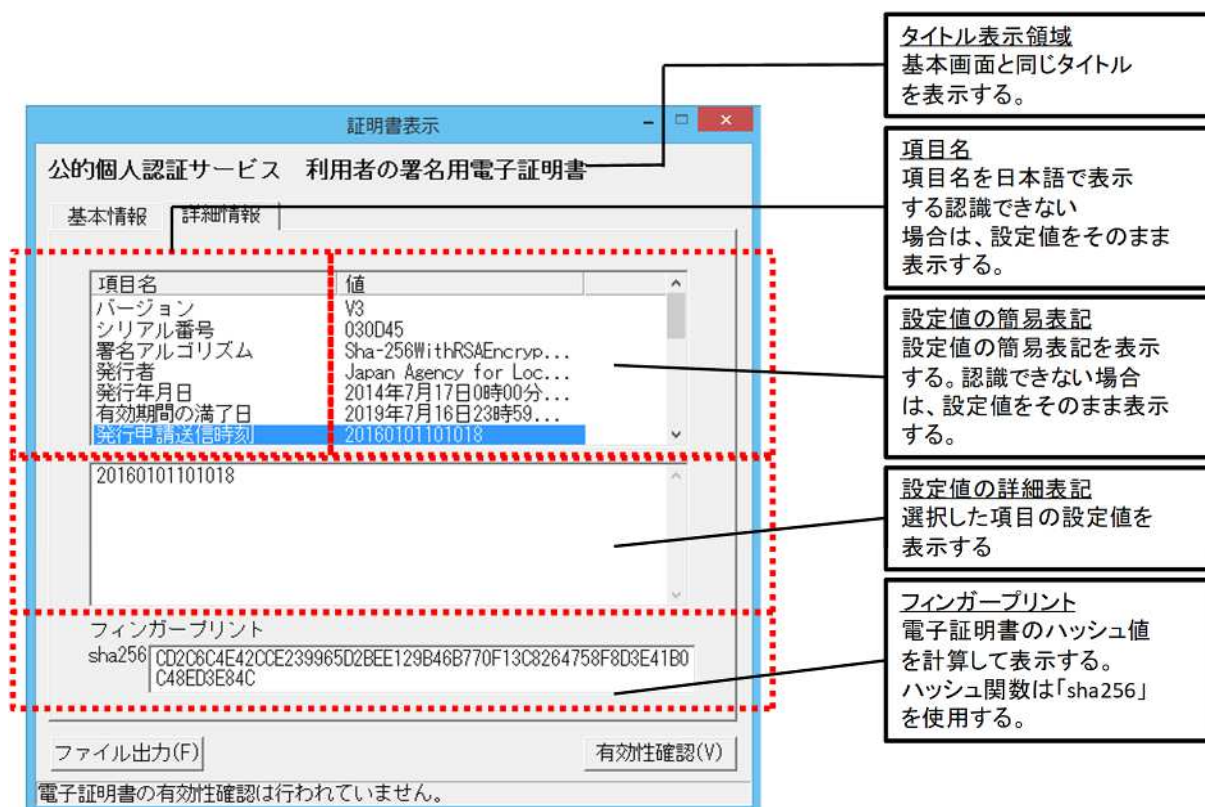 タイトル表示領域
基本画面と同じタイトル
を表示する。
証明書表示
公的個人認証サービス 利用者の署名用電子証明書
項目名
項目名を日本語で表示
する認識できない
場合は、設定値をそのまま
表示する。
基本情報 詳細情報
項目名 値
バージョン V3
シリアル番号 030D45
署名アルゴリズム Sha-256WithRSAEncryp...
発行者 Japan Agency for Loc...
発行年月日 2014年7月17日0時00分...
有効期間の満了日 2019年7月16日23時59...
発行申請送信時刻 20160101101018
設定値の簡易表記
設定値の簡易表記を表示
する。認識できない場合
は、設定値をそのまま表示
する。
20160101101018
設定値の詳細表記
選択した項目の設定値を
表示する
フィンガープリント
sha256 CD2C6C4E42CCE239965D2BEE129B46B770F13C8264758F8D3E41B0
C48ED3E84C
フィンガープリント
電子証明書のハッシュ値
を計算して表示する。
ハッシュ関数は「sha256」
を使用する。
ファイル出力(F) 有効性確認(V)
電子証明書の有効性確認は行われていません。